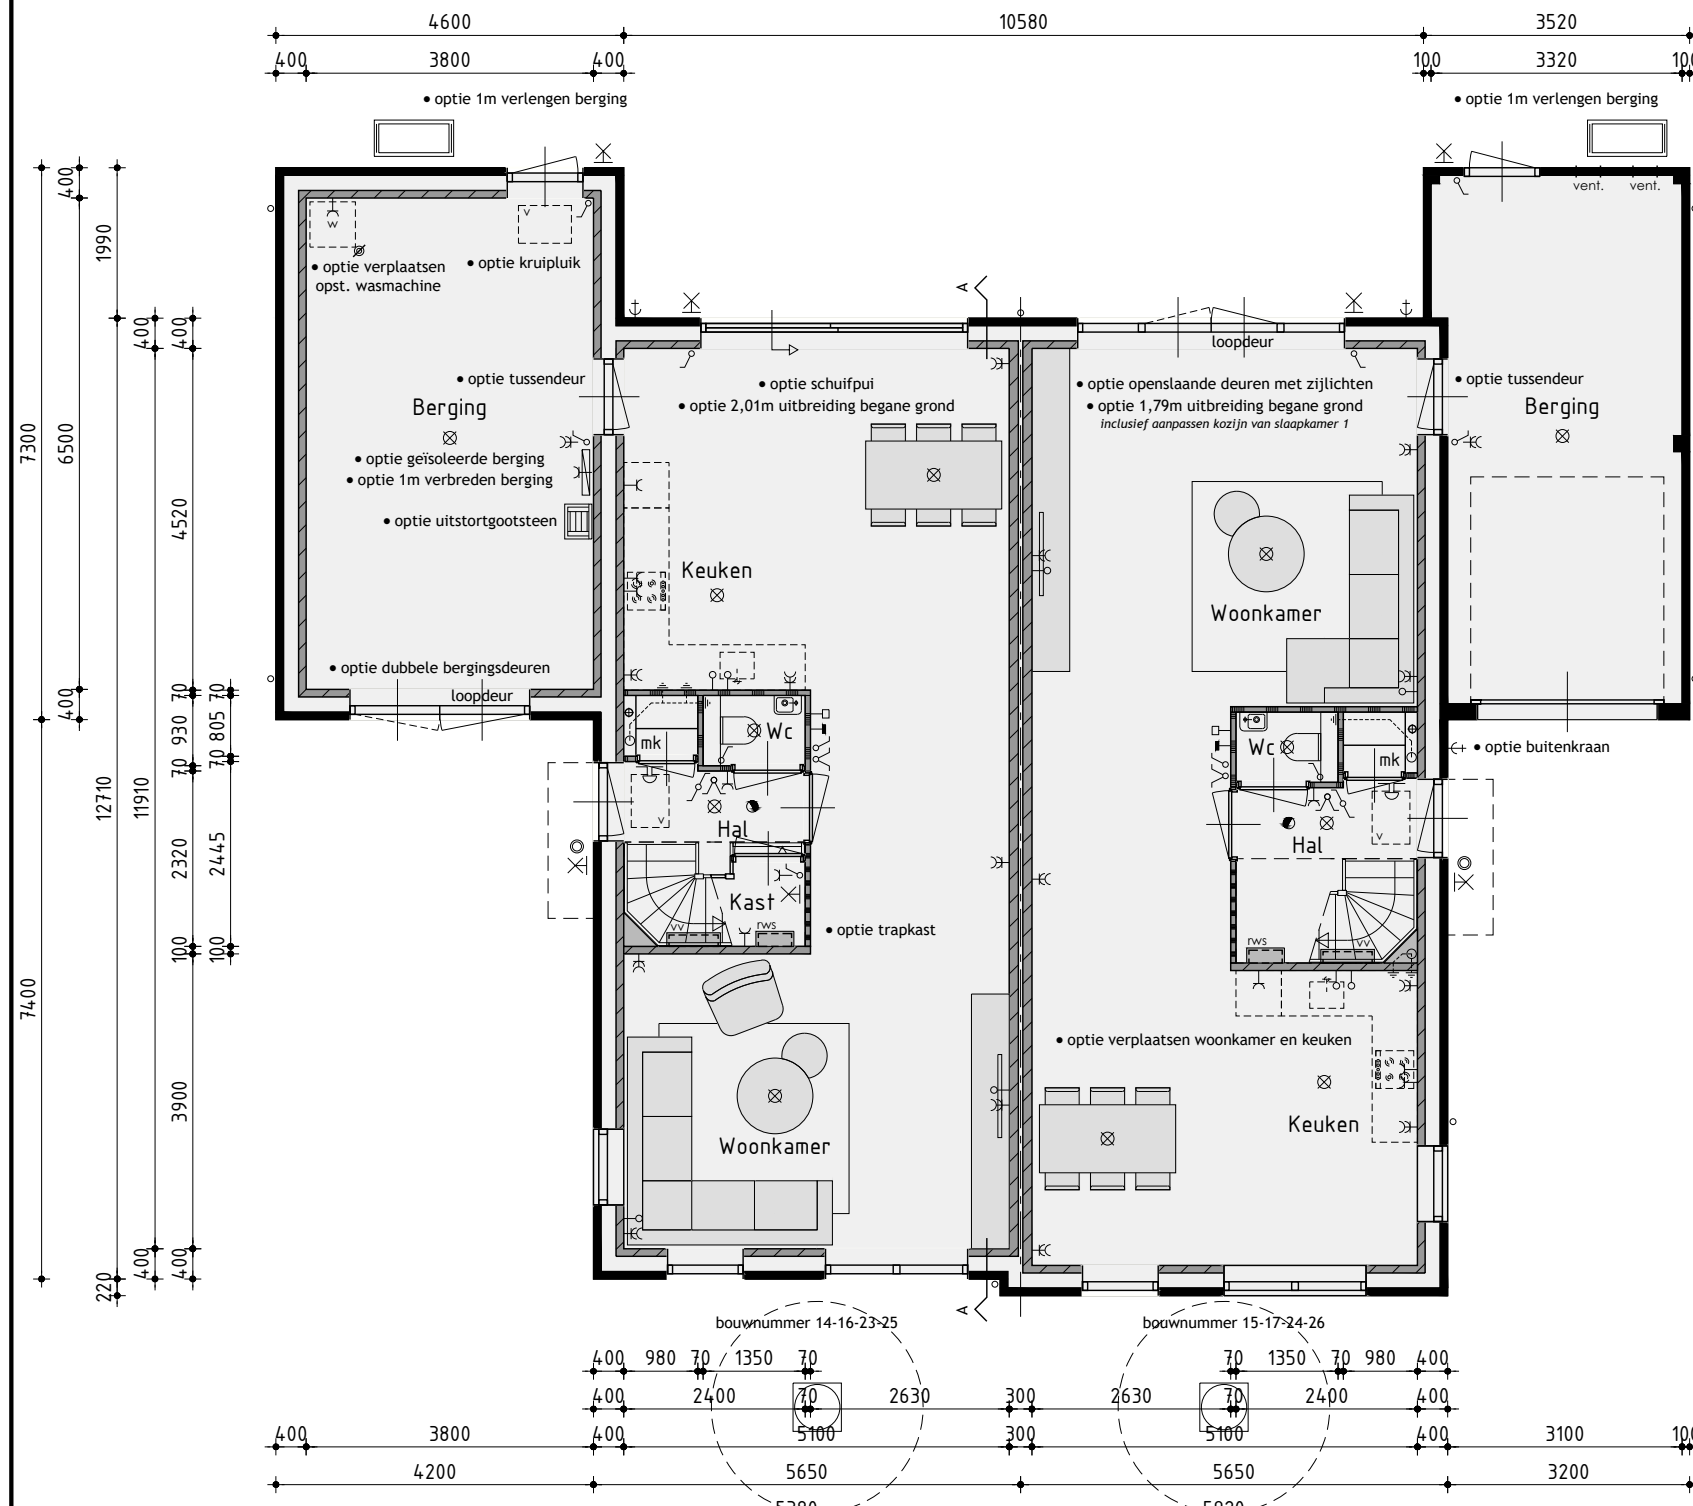 4600 10580 3520
400 3800 400 100 3320 100
• optie 1m verlengen berging
• optie 1m verlengen berging
vent. vent.
w
v
• optie verplaatsen
opst. wasmachine
• optie kruipluik
A
loopdeur
• optie tussendeur
• optie schuifpui
• optie openslaande deuren met zijlichten
• optie tussendeur
Berging
• optie 2,01m uitbreiding begane grond
• optie 1,79m uitbreiding begane grond
inclusief aanpassen kozijn van slaapkamer 1
Berging
• optie geïsoleerde berging
• optie 1m verbreden berging
• optie uitstortgootsteen
Keuken
Woonkamer
• optie dubbele bergingsdeuren
loopdeur
mk
Wc
Wc
mk
• optie buitenkraan
v
Hal
Hal
v
Kast
vv
rws
• optie trapkast
rws
vv
• optie verplaatsen woonkamer en keuken
Keuken
Woonkamer
A
7300
7400
400
6500
400
1990
12710
220
400
11910
400
400
4520
70
930
70
2320
100
3900
400
70
805
70
2445
100
bouwnummer 14-16-23-25
bouwnummer 15-17-24-26
400 980 70 1350 70 70 1350 70 980 400
400 2400 70 2630 300 2630 70 2400 400
400 3800 400 5100 300 5100 400 3100 100
4200 5650 5650 3200
5380 5820